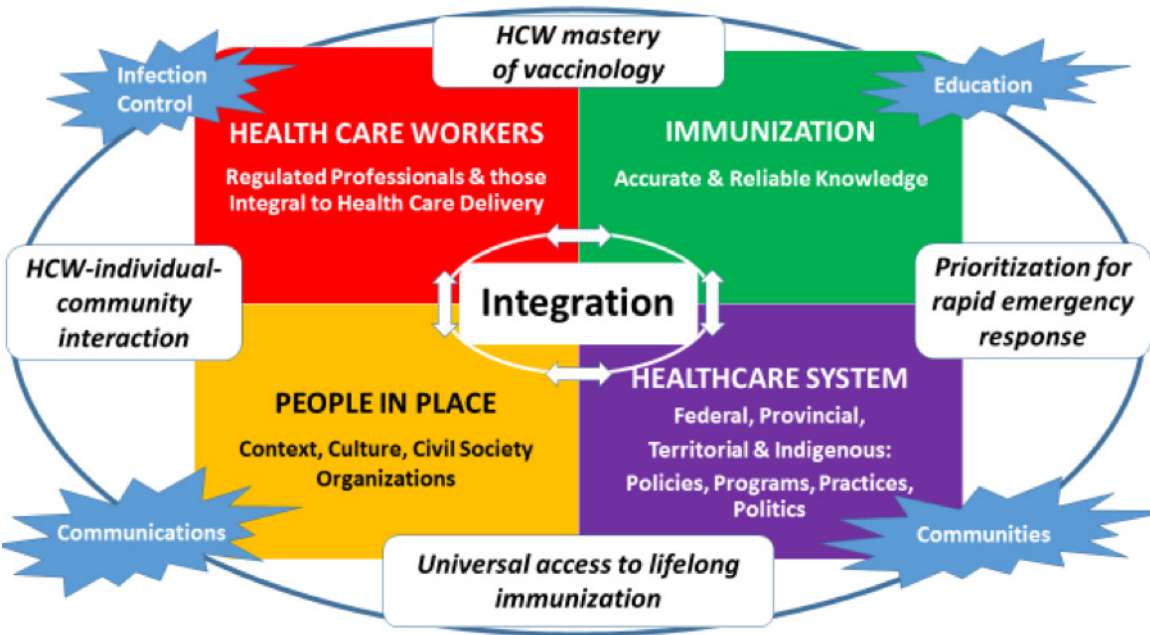 HCW mastery
of vaccinology
Infection
Control
Education
HEALTH CARE WORKERS
Regulated Professionals & those
Integral to Health Care Delivery
IMMUNIZATION
Accurate & Reliable Knowledge
HCW-individual-
community
interaction
Integration
Prioritization for
rapid emergency
response
PEOPLE IN PLACE
Context, Culture, Civil Society
Organizations
HEALTHCARE SYSTEM
Federal, Provincial,
Territorial & Indigenous:
Policies, Programs, Practices,
Politics
Communications
Communities
Universal access to lifelong
immunization